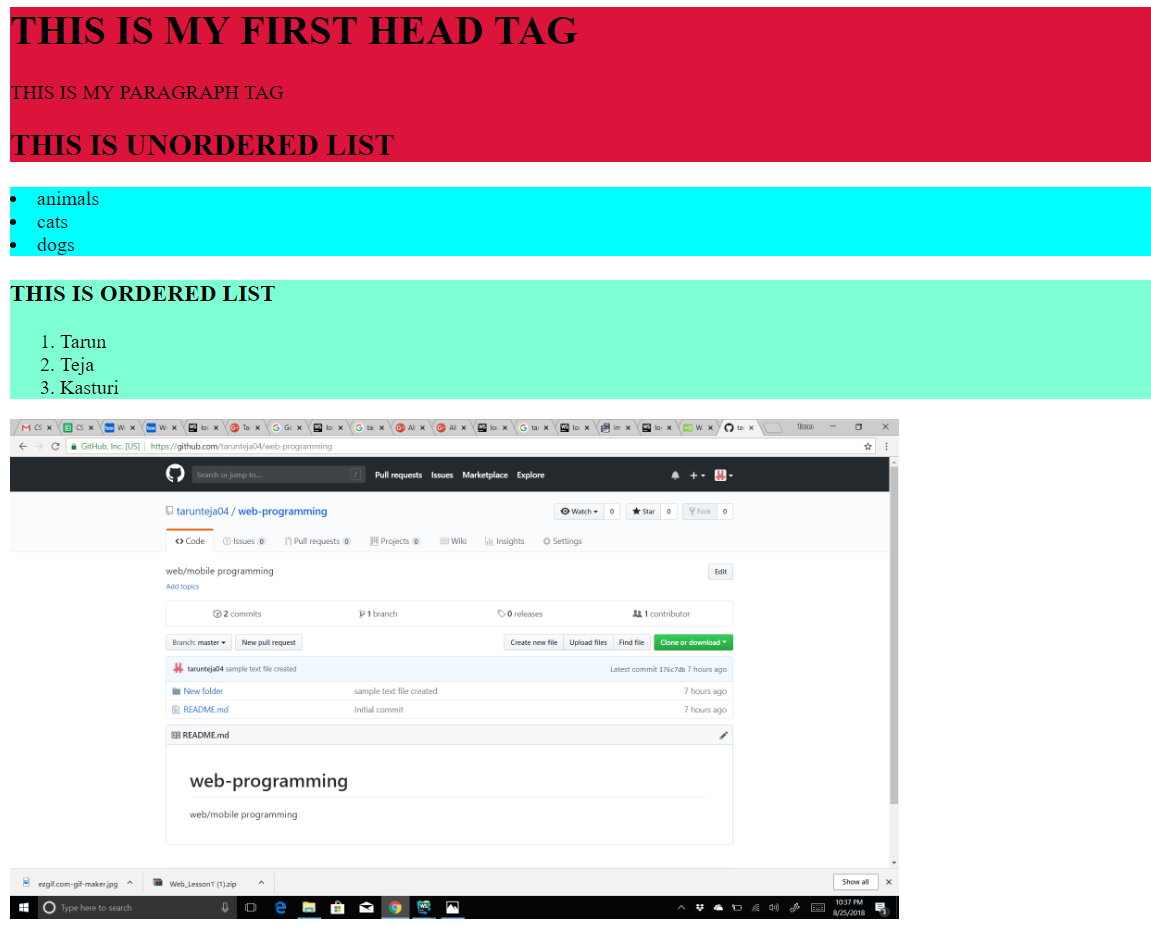 THIS IS MY FIRST HEAD TAG
THIS IS MY PARAGRAPH TAG
THIS IS UNORDERED LIST
animals
cats
dogs
THIS IS ORDERED LIST
1. Tarun
2. Teja
3. Kasturi
GitHub, Inc. [US] | https://github.com/tarunteja04/web-programming
Search or jump to... / Pull requests Issues Marketplace Explore
tarunteja04 / web-programming Watch 0 Star 0 Fork 0
Code Issues 0 Pull requests 0 Projects 0 Wiki Insights Settings
web/mobile programming Edit
Add topics
2 commits 1 branch 0 releases 1 contributor
Branch: master New pull request Create new file Upload files Find file Clone or download
tarunteja04 sample text file created Latest commit 176c7db 7 hours ago
New folder sample text file created 7 hours ago
README.md Initial commit 7 hours ago
README.md
web-programming
web/mobile programming
ezgif.com-gif-maker.jpg Web_Lesson1 (1).zip Show all
Type here to search 10:37 PM
8/25/2018